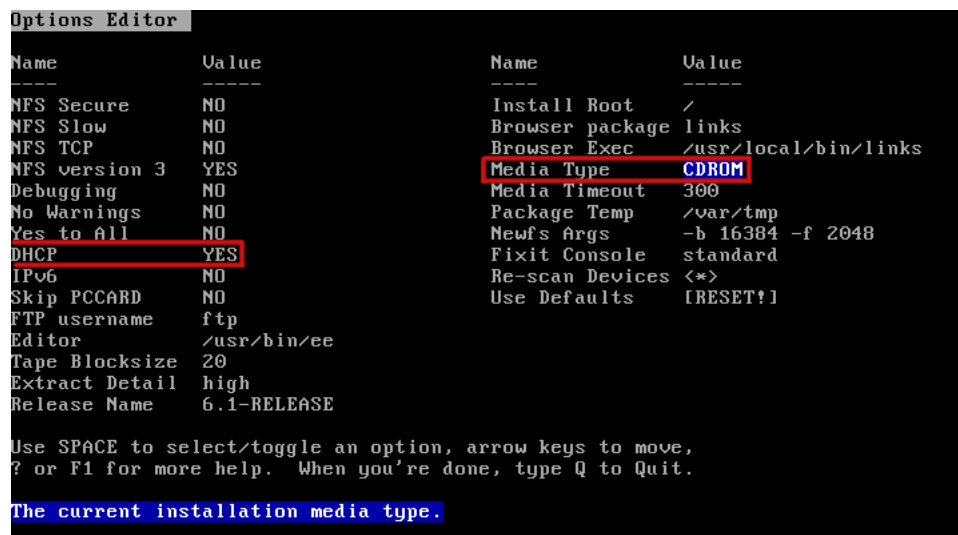 Options Editor
Name Value Name Value
---- ----- ---- -----
NFS Secure NO Install Root /
NFS Slow NO Browser package links
NFS TCP NO Browser Exec /usr/local/bin/links
NFS version 3 YES Media Type CDROM
Debugging NO Media Timeout 300
No Warnings NO Package Temp /var/tmp
Yes to All NO Newfs Args -b 16384 -f 2048
DHCP YES Fixit Console standard
IPv6 NO Re-scan Devices <*>
Skip PCCARD NO Use Defaults [RESET!]
FTP username ftp
Editor /usr/bin/ee
Tape Blocksize 20
Extract Detail high
Release Name 6.1-RELEASE
Use SPACE to select/toggle an option, arrow keys to move,
? or F1 for more help. When you're done, type Q to Quit.
The current installation media type.